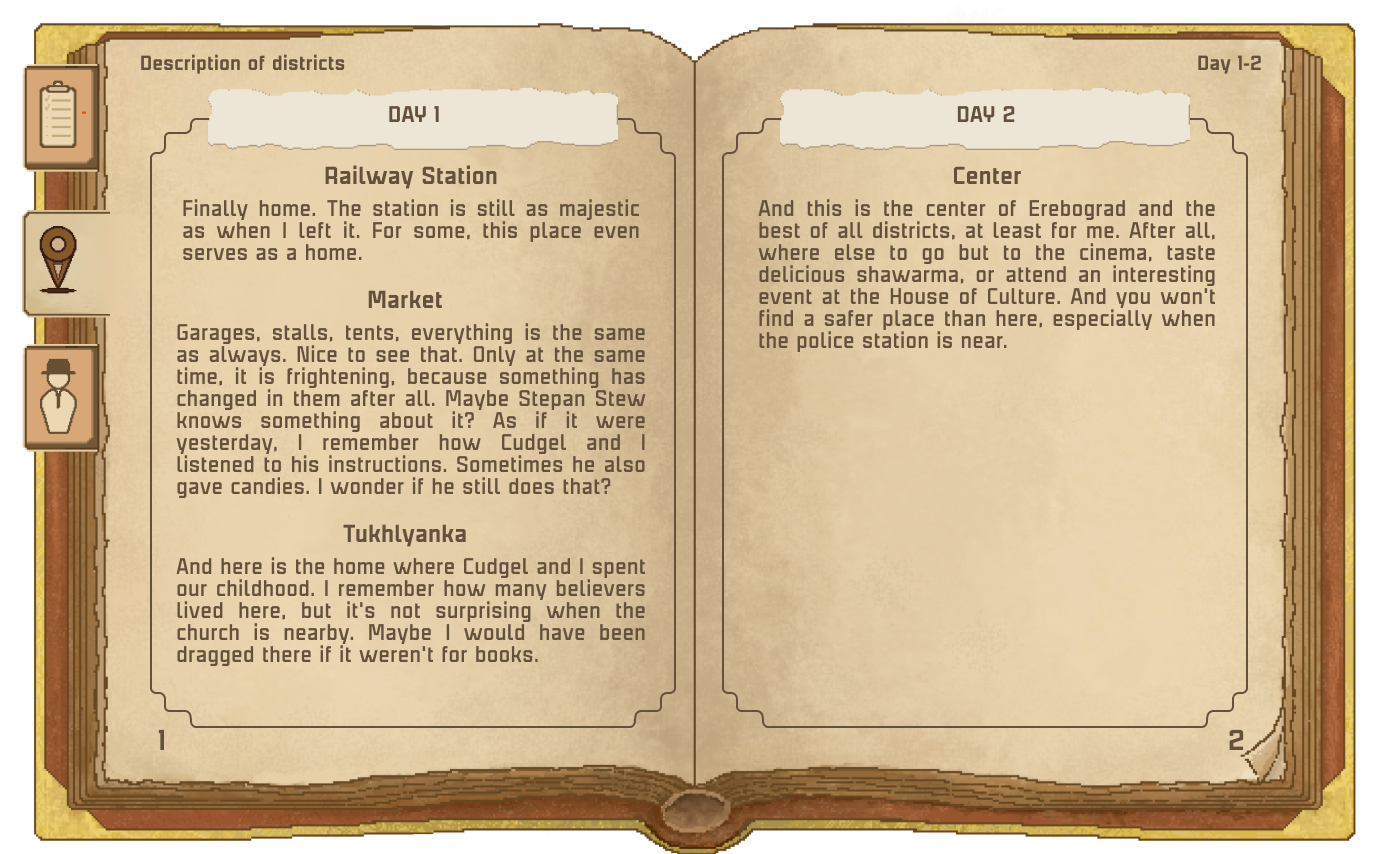 Description of districts
DAY 1
Railway Station
Finally home. The station is still as majestic
as when I left it. For some, this place even
serves as a home.
Market
Garages, stalls, tents, everything is the same
as always. Nice to see that. Only at the same
time, it is frightening, because something has
changed in them after all. Maybe Stepan Stew
knows something about it? As if it were
yesterday, I remember how Cudgel and I
listened to his instructions. Sometimes he also
gave candies. I wonder if he still does that?
Tukhlyanka
And here is the home where Cudgel and I spent
our childhood. I remember how many believers
lived here, but it's not surprising when the
church is nearby. Maybe I would have been
dragged there if it weren't for books.
1
Day 1-2
DAY 2
Center
And this is the center of Erebograd and the
best of all districts, at least for me. After all,
where else to go but to the cinema, taste
delicious shawarma, or attend an interesting
event at the House of Culture. And you won't
find a safer place than here, especially when
the police station is near.
2